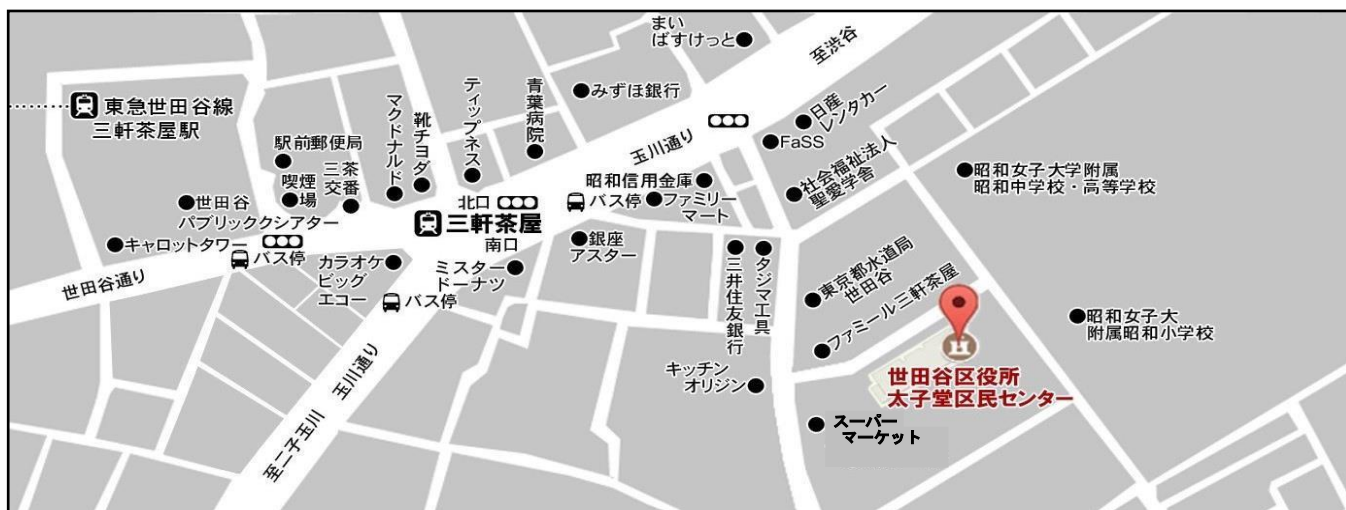 まい
ばすけっと
至渋谷
東急世田谷線
三軒茶屋駅
駅前郵便局
三茶
交番
喫煙
場
世田谷
パブリッククシアター
キャロットタワー
バス停
世田谷通り
マクドナルド
靴チヨダ
ティップネス
青葉病院
みずほ銀行
玉川通り
日産
レンタカー
FaSS
昭和信用金庫
バス停
ファミリー
マート
社会福祉法人
聖愛学舎
昭和女子大学附属
昭和中学校・高等学校
北口
三軒茶屋
南口
銀座
アスター
カラオケ
ビッグ
エコー
バス停
ミスター
ドーナツ
三井住友銀行
タジマ工具
東京都水道局
世田谷
ファミール三軒茶屋
昭和女子大
附属昭和小学校
世田谷区役所
太子堂区民センター
キッチン
オリジン
スーパー
マーケット
玉川通り
至二子玉川